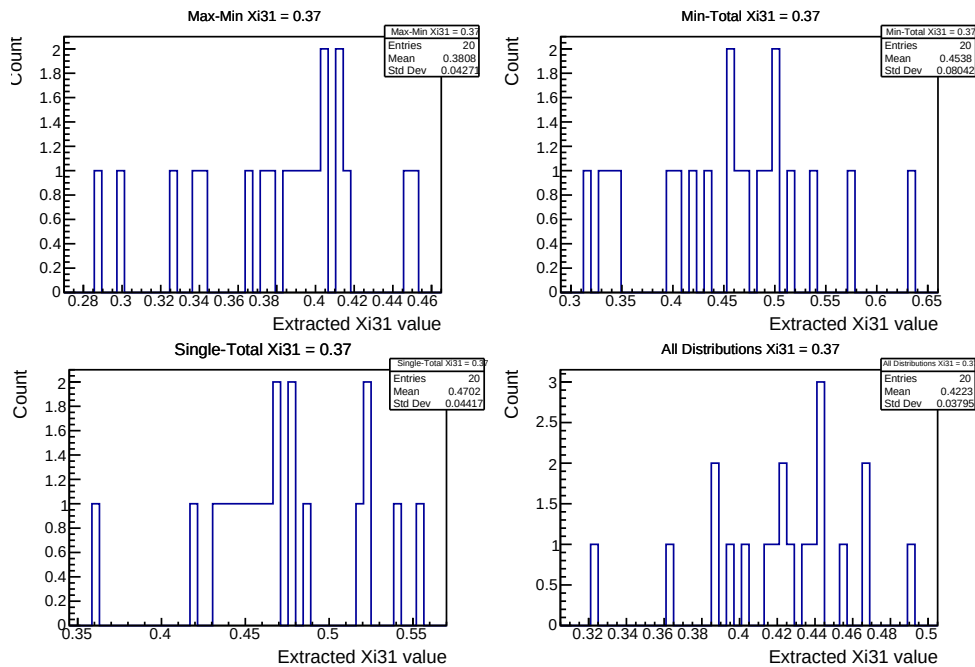 Max-Min Xi31 = 0.37
Count
Max-Min Xi31 = 0.37
Entries 20
Mean 0.3808
Std Dev 0.04271
2
1.8
1.6
1.4
1.2
1
0.8
0.6
0.4
0.2
0
0.28 0.3 0.32 0.34 0.36 0.38 0.4 0.42 0.44 0.46
Extracted Xi31 value
Min-Total Xi31 = 0.37
Count
Min-Total Xi31 = 0.37
Entries 20
Mean 0.4538
Std Dev 0.08042
2
1.8
1.6
1.4
1.2
1
0.8
0.6
0.4
0.2
0
0.3 0.35 0.4 0.45 0.5 0.55 0.6 0.65
Extracted Xi31 value
Single-Total Xi31 = 0.37
Count
Single-Total Xi31 = 0.37
Entries 20
Mean 0.4702
Std Dev 0.04417
2
1.8
1.6
1.4
1.2
1
0.8
0.6
0.4
0.2
0
0.35 0.4 0.45 0.5 0.55
Extracted Xi31 value
All Distributions Xi31 = 0.37
Count
All Distributions Xi31 = 0.3
Entries 20
Mean 0.4223
Std Dev 0.03795
3
2.5
2
1.5
1
0.5
0
0.32 0.34 0.36 0.38 0.4 0.42 0.44 0.46 0.48 0.5
Extracted Xi31 value